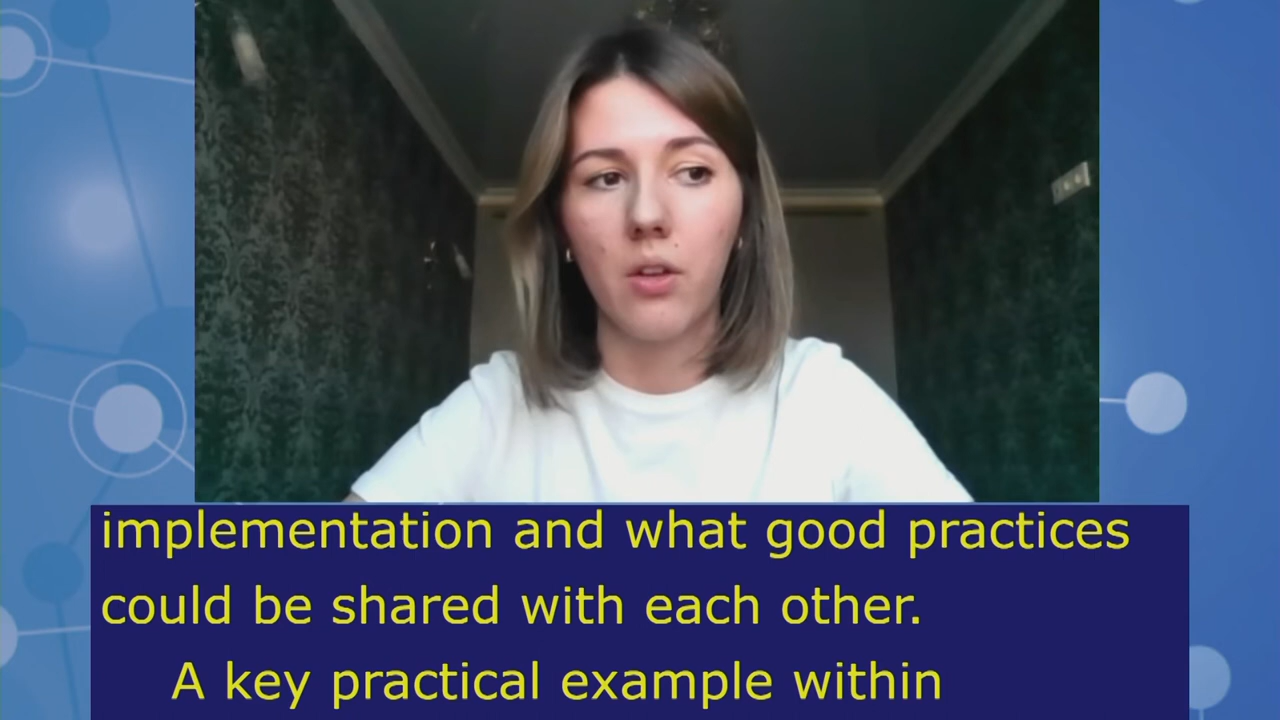 implementation and what good practices
could be shared with each other.
A key practical example within